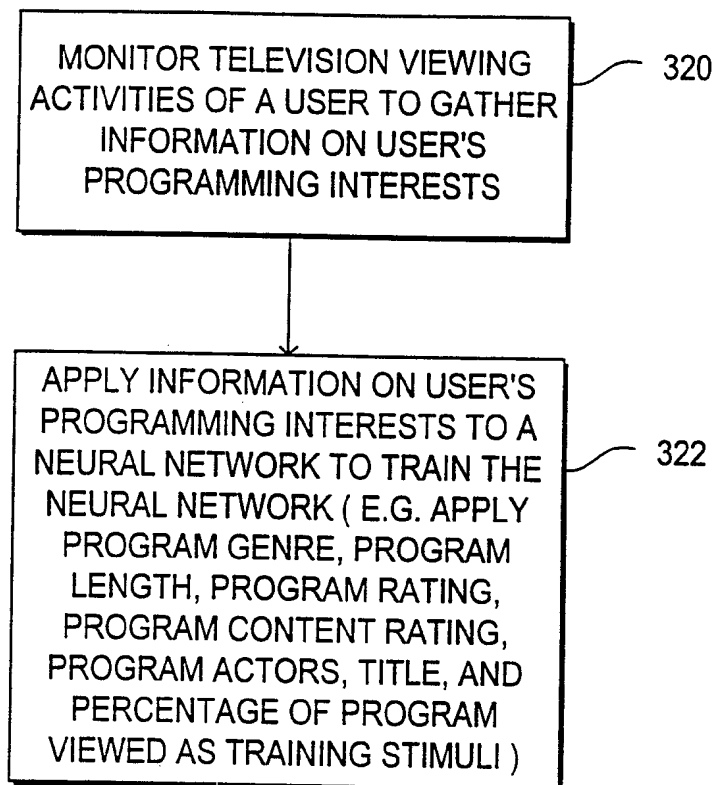 MONITOR TELEVISION VIEWING
ACTIVITIES OF A USER TO GATHER
INFORMATION ON USER'S
PROGRAMMING INTERESTS
320
APPLY INFORMATION ON USER'S
PROGRAMMING INTERESTS TO A
NEURAL NETWORK TO TRAIN THE
NEURAL NETWORK ( E.G. APPLY
PROGRAM GENRE, PROGRAM
LENGTH, PROGRAM RATING,
PROGRAM CONTENT RATING,
PROGRAM ACTORS, TITLE, AND
PERCENTAGE OF PROGRAM
VIEWED AS TRAINING STIMULI )
322